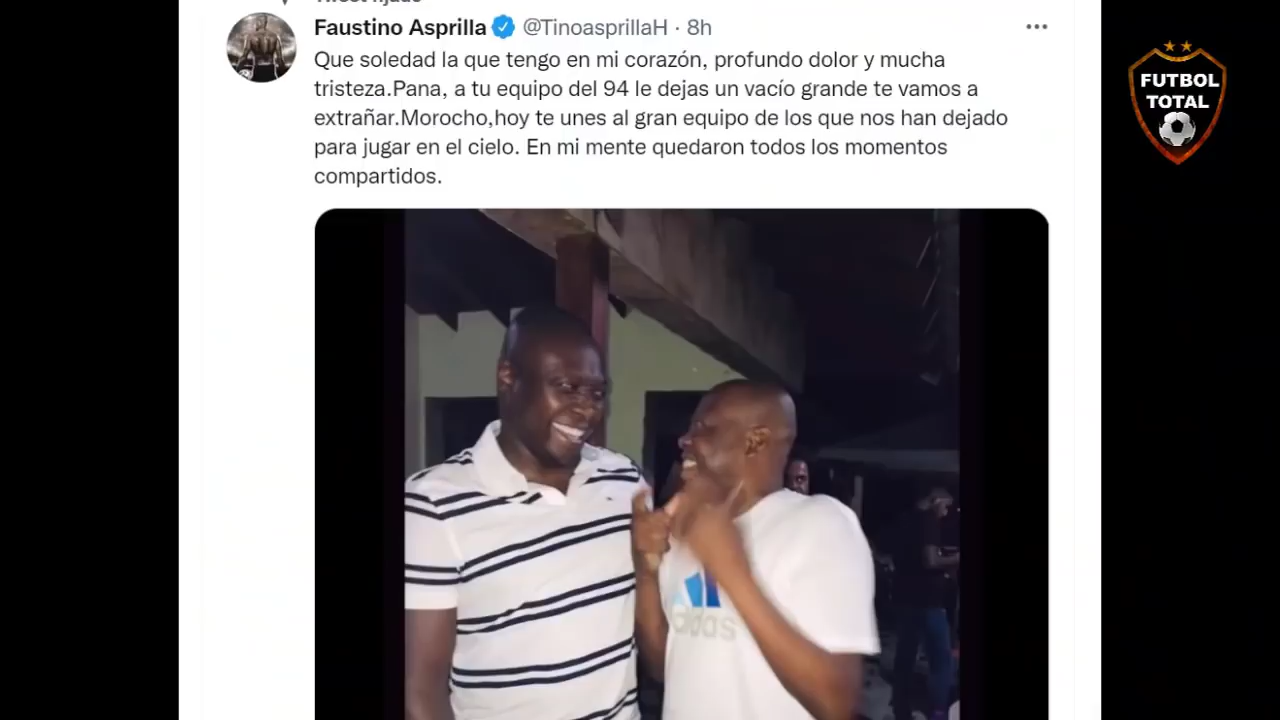 Faustino Asprilla @TinoasprillaH · 8h
Que soledad la que tengo en mi corazón, profundo dolor y mucha
tristeza.Pana, a tu equipo del 94 le dejas un vacío grande te vamos a
extrañar.Morocho,hoy te unes al gran equipo de los que nos han dejado
para jugar en el cielo. En mi mente quedaron todos los momentos
compartidos.
FUTBOL
TOTAL
adidas